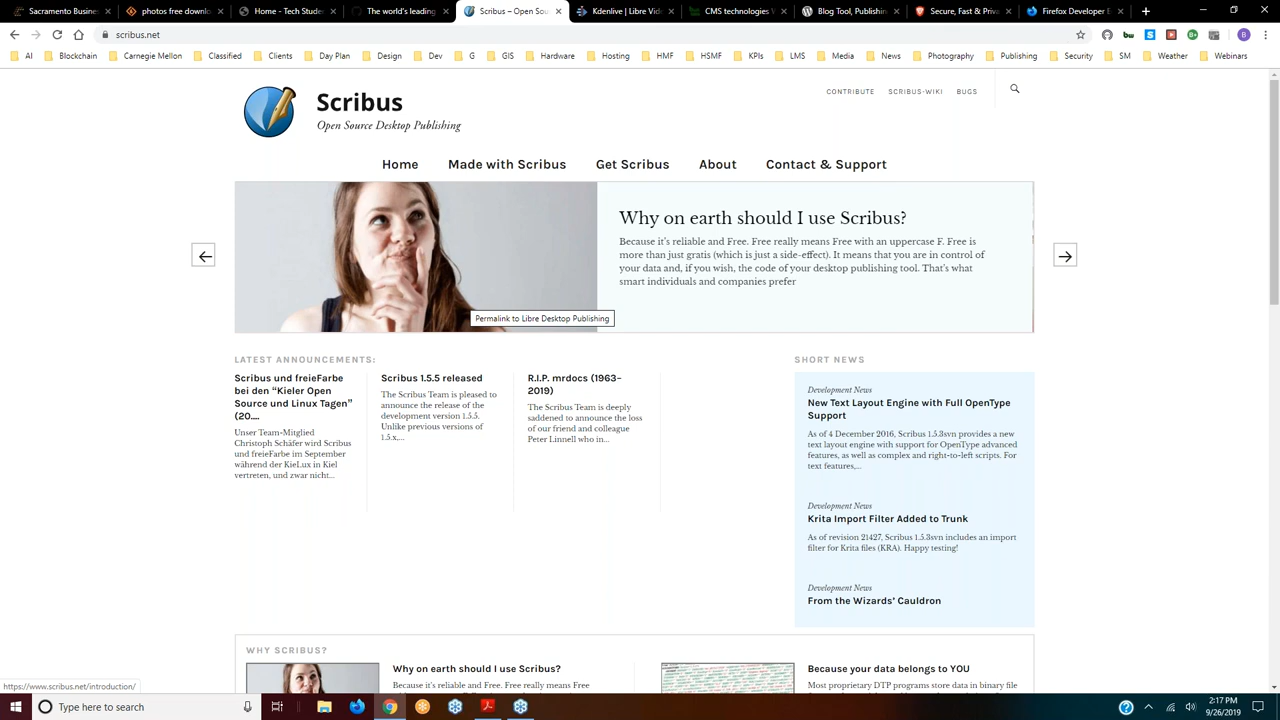 Sacramento Business
photos free downlo
Home - Tech Studen
The world's leading
Scribus – Open Sou
Kdenlive | Libre Vid
CMS technologies
Blog Tool, Publishin
Secure, Fast & Priva
Firefox Developer E
scribus.net
AI
Blockchain
Carnegie Mellon
Classified
Clients
Day Plan
Design
Dev
G
GIS
Hardware
Hosting
HMF
HSMF
KPIs
LMS
Media
News
Photography
Publishing
Security
SM
Weather
Webinars
Scribus
Open Source Desktop Publishing
CONTRIBUTE SCRIBUS-WIKI BUGS
Home Made with Scribus Get Scribus About Contact & Support
Why on earth should I use Scribus?
Because it's reliable and Free. Free really means Free with an uppercase F. Free is
more than just gratis (which is just a side-effect). It means that you are in control of
your data and, if you wish, the code of your desktop publishing tool. That's what
smart individuals and companies prefer
Permalink to Libre Desktop Publishing
LATEST ANNOUNCEMENTS:
Scribus und freieFarbe
bei den “Kieler Open
Source und Linux Tagen”
(20....
Unser Team-Mitglied
Christoph Schäfer wird Scribus
und freieFarbe im September
während der KieLux in Kiel
vertreten, und zwar nicht...
Scribus 1.5.5 released
The Scribus Team is pleased to
announce the release of the
development version 1.5.5.
Unlike previous versions of
1.5.x,...
R.I.P. mrdocs (1963–
2019)
The Scribus Team is deeply
saddened to announce the loss
of our friend and colleague
Peter Linnell who in...
SHORT NEWS
Development News
New Text Layout Engine with Full OpenType
Support
As of 4 December 2016, Scribus 1.5.3svn provides a new
text layout engine with support for OpenType advanced
features, as well as complex and right-to-left scripts. For
text features,...
Development News
Krita Import Filter Added to Trunk
As of revision 21427, Scribus 1.5.3svn includes an import
filter for Krita files (KRA). Happy testing!
Development News
From the Wizards' Cauldron
WHY SCRIBUS?
Why on earth should I use Scribus?
Because it's reliable and Free. Free really means Free
Because your data belongs to YOU
Most proprietary DTP programs store data in binary file
https://www.scribus.net/introduction/
Type here to search
2:17 PM
9/26/2019